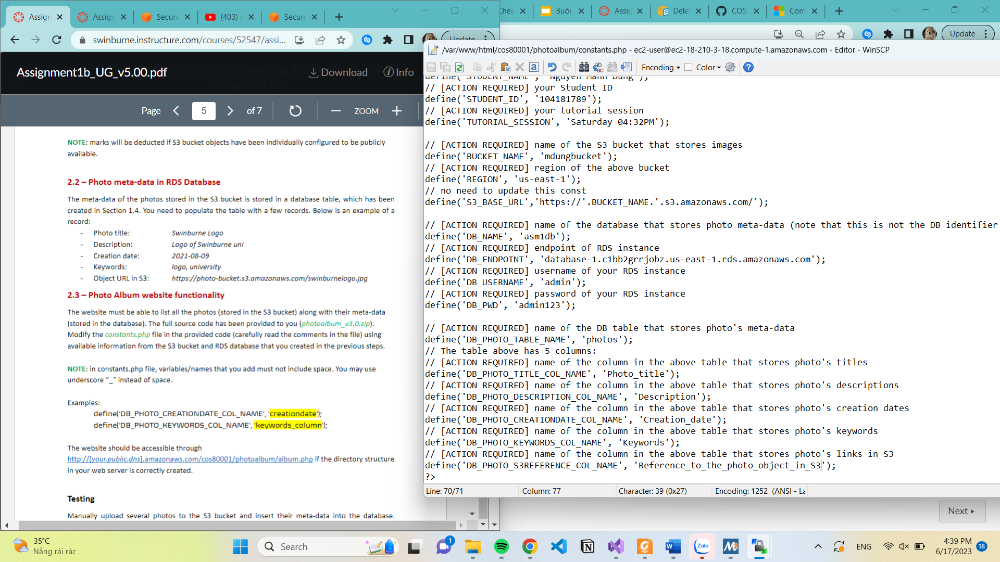 Assign
Assign
Secure
(403) s
Secure
swinburne.instructure.com/courses/52547/assi...
Update
Assignment1b_UG_v5.00.pdf
Download
Info
Page
5
of 7
ZOOM
NOTE: marks will be deducted if S3 bucket objects have been individually configured to be publicly
available.
2.2 – Photo meta-data in RDS Database
The meta-data of the photos stored in the S3 bucket is stored in a database table, which has been
created in Section 1.4. You need to populate the table with a few records. Below is an example of a
record:
- Photo title: Swinburne Logo
- Description: Logo of Swinburne uni
- Creation date: 2021-08-09
- Keywords: logo, university
- Object URL in S3: https://photo-bucket.s3.amazonaws.com/swinburnelogo.jpg
2.3 – Photo Album website functionality
The website must be able to list all the photos (stored in the S3 bucket) along with their meta-data
(stored in the database). The full source code has been provided to you (photoalbum_v3.0.zip).
Modify the constants.php file in the provided code (carefully read the comments in the file) using
available information from the S3 bucket and RDS database that you created in the previous steps.
NOTE: in constants.php file, variables/names that you add must not include space. You may use
underscore “_” instead of space.
Examples:
define('DB_PHOTO_CREATIONDATE_COL_NAME', 'creationdate');
define('DB_PHOTO_KEYWORDS_COL_NAME', 'keywords_column');
The website should be accessible through
http://[your.public.dns].amazonaws.com/cos80001/photoalbum/album.php if the directory structure
in your web server is correctly created.
Testing
Manually upload several photos to the S3 bucket and insert their meta-data into the database.
Ches
Buổi
Assig
Delet
COS2
Com
Update
/var/www/html/cos80001/photoalbum/constants.php - ec2-user@ec2-18-210-3-18.compute-1.amazonaws.com - Editor - WinSCP
Encoding
Color
define('STUDENT_NAME', 'Nguyen Manh Dung');
// [ACTION REQUIRED] your Student ID
define('STUDENT_ID', '104181789');
// [ACTION REQUIRED] your tutorial session
define('TUTORIAL_SESSION', 'Saturday 04:32PM');
// [ACTION REQUIRED] name of the S3 bucket that stores images
define('BUCKET_NAME', 'mdungbucket');
// [ACTION REQUIRED] region of the above bucket
define('REGION', 'us-east-1');
// no need to update this const
define('S3_BASE_URL','https://'.BUCKET_NAME.'.s3.amazonaws.com/');
// [ACTION REQUIRED] name of the database that stores photo meta-data (note that this is not the DB identifier
define('DB_NAME', 'asm1db');
// [ACTION REQUIRED] endpoint of RDS instance
define('DB_ENDPOINT', 'database-1.c1bb2grrjobz.us-east-1.rds.amazonaws.com');
// [ACTION REQUIRED] username of your RDS instance
define('DB_USERNAME', 'admin');
// [ACTION REQUIRED] password of your RDS instance
define('DB_PWD', 'admin123');
// [ACTION REQUIRED] name of the DB table that stores photo's meta-data
define('DB_PHOTO_TABLE_NAME', 'photos');
// The table above has 5 columns:
// [ACTION REQUIRED] name of the column in the above table that stores photo's titles
define('DB_PHOTO_TITLE_COL_NAME', 'Photo_title');
// [ACTION REQUIRED] name of the column in the above table that stores photo's descriptions
define('DB_PHOTO_DESCRIPTION_COL_NAME', 'Description');
// [ACTION REQUIRED] name of the column in the above table that stores photo's creation dates
define('DB_PHOTO_CREATIONDATE_COL_NAME', 'Creation_date');
// [ACTION REQUIRED] name of the column in the above table that stores photo's keywords
define('DB_PHOTO_KEYWORDS_COL_NAME', 'Keywords');
// [ACTION REQUIRED] name of the column in the above table that stores photo's links in S3
define('DB_PHOTO_S3REFERENCE_COL_NAME', 'Reference_to_the_photo_object_in_S3');
?>
Line: 70/71
Column: 77
Character: 39 (0x27)
Encoding: 1252 (ANSI - La
Next
35°C
Nắng rải rác
Search
1
Zalo
ENG
4:39 PM
6/17/2023
18